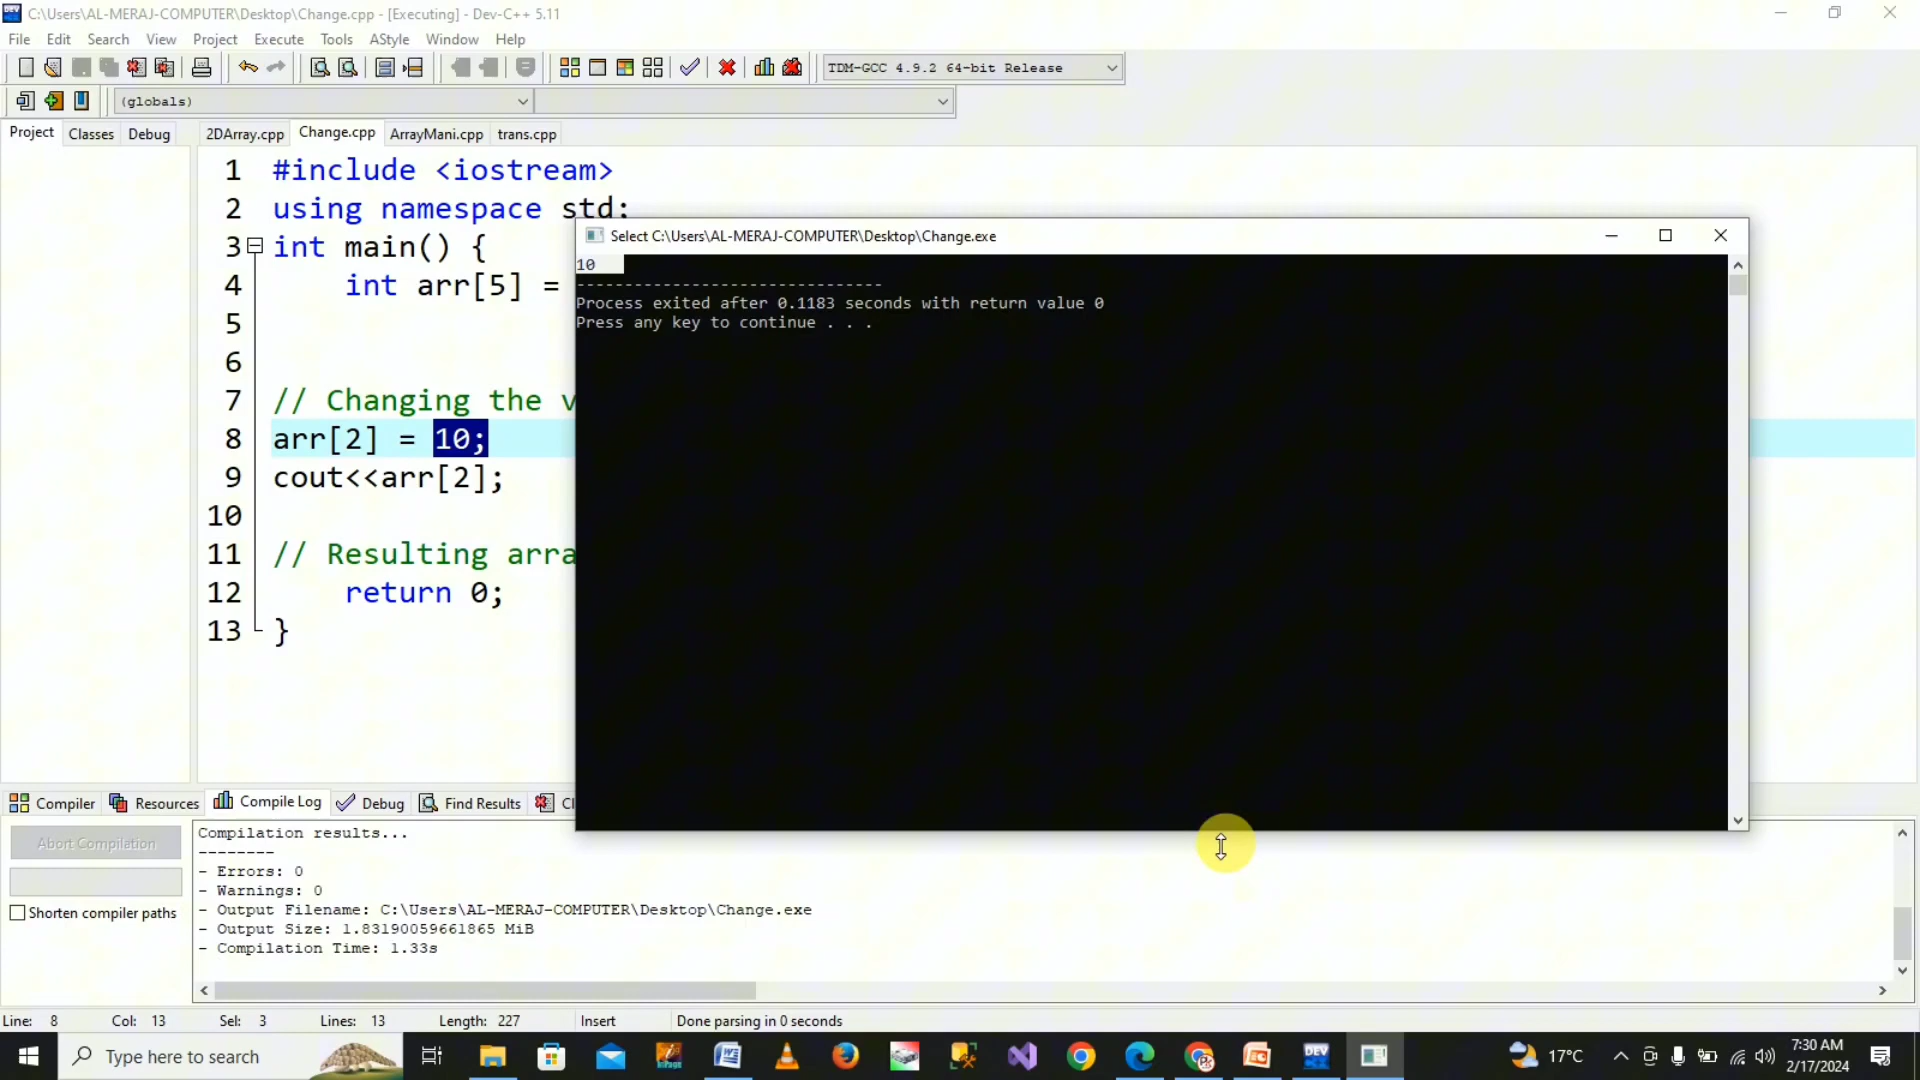 C:\Users\AL-MERAJ-COMPUTER\Desktop\Change.cpp - [Executing] - Dev-C++ 5.11
File Edit Search View Project Execute Tools AStyle Window Help
TDM-GCC 4.9.2 64-bit Release
(globals)
Project Classes Debug 2DArray.cpp Change.cpp ArrayMani.cpp trans.cpp
1 #include <iostream>
2 using namespace std;
3 int main() {
4 int arr[5] =
5
6
7 // Changing the v
8 arr[2] = 10;
9 cout<<arr[2];
10
11 // Resulting arra
12 return 0;
13 }
Select C:\Users\AL-MERAJ-COMPUTER\Desktop\Change.exe
10
--------------------------------
Process exited after 0.1183 seconds with return value 0
Press any key to continue . . .
Compiler Resources Compile Log Debug Find Results Cl
Abort Compilation
Shorten compiler paths
Compilation results...
--------
- Errors: 0
- Warnings: 0
- Output Filename: C:\Users\AL-MERAJ-COMPUTER\Desktop\Change.exe
- Output Size: 1.83190059661865 MiB
- Compilation Time: 1.33s
Line: 8 Col: 13 Sel: 3 Lines: 13 Length: 227 Insert Done parsing in 0 seconds
Type here to search
DEV
17°C
7:30 AM
2/17/2024